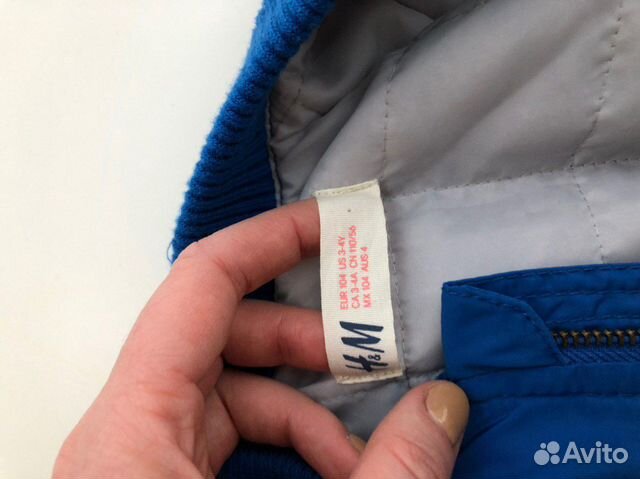 EUR 104 US 3-4Y
CA 3-4A CN 110/56
MX 104 AUS 4
H&M
Avito